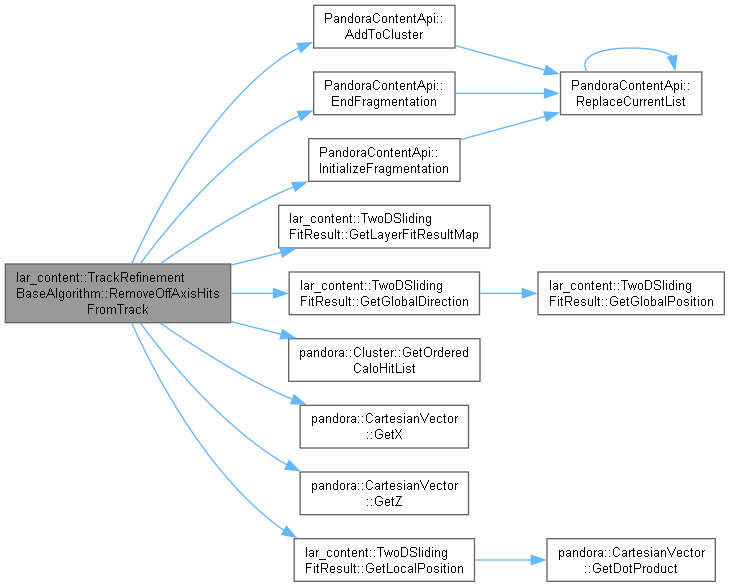 lar_content::TrackRefinement
BaseAlgorithm::RemoveOffAxisHits
FromTrack
PandoraContentApi::
AddToCluster
PandoraContentApi::
EndFragmentation
PandoraContentApi::
InitializeFragmentation
PandoraContentApi::
ReplaceCurrentList
lar_content::TwoDSliding
FitResult::GetLayerFitResultMap
lar_content::TwoDSliding
FitResult::GetGlobalDirection
lar_content::TwoDSliding
FitResult::GetGlobalPosition
pandora::Cluster::GetOrdered
CaloHitList
pandora::CartesianVector
::GetX
pandora::CartesianVector
::GetZ
lar_content::TwoDSliding
FitResult::GetLocalPosition
pandora::CartesianVector
::GetDotProduct